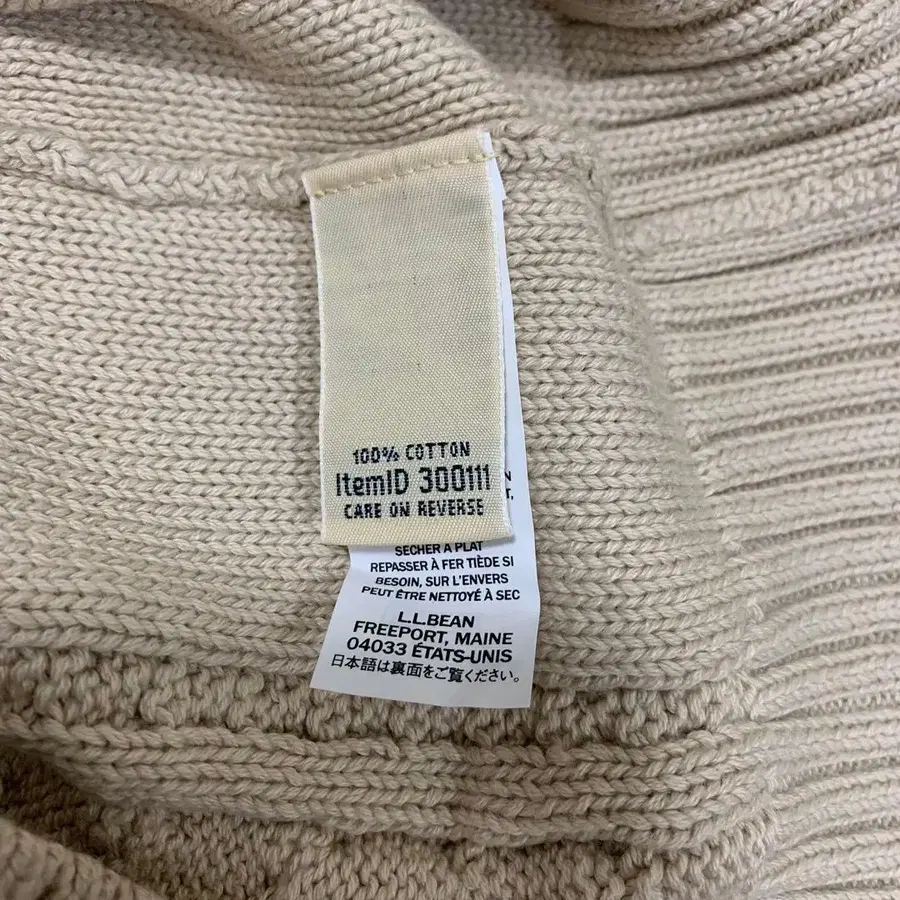 100% COTTON
ItemID 300111
CARE ON REVERSE
N
T,
SÉCHER À PLAT
REPASSER À FER TIÈDE SI
BESOIN, SUR L'ENVERS
PEUT ÊTRE NETTOYÉ À SEC
L.L.BEAN
FREEPORT, MAINE
04033 ÉTATS-UNIS
日本語は裏面をご覧ください。